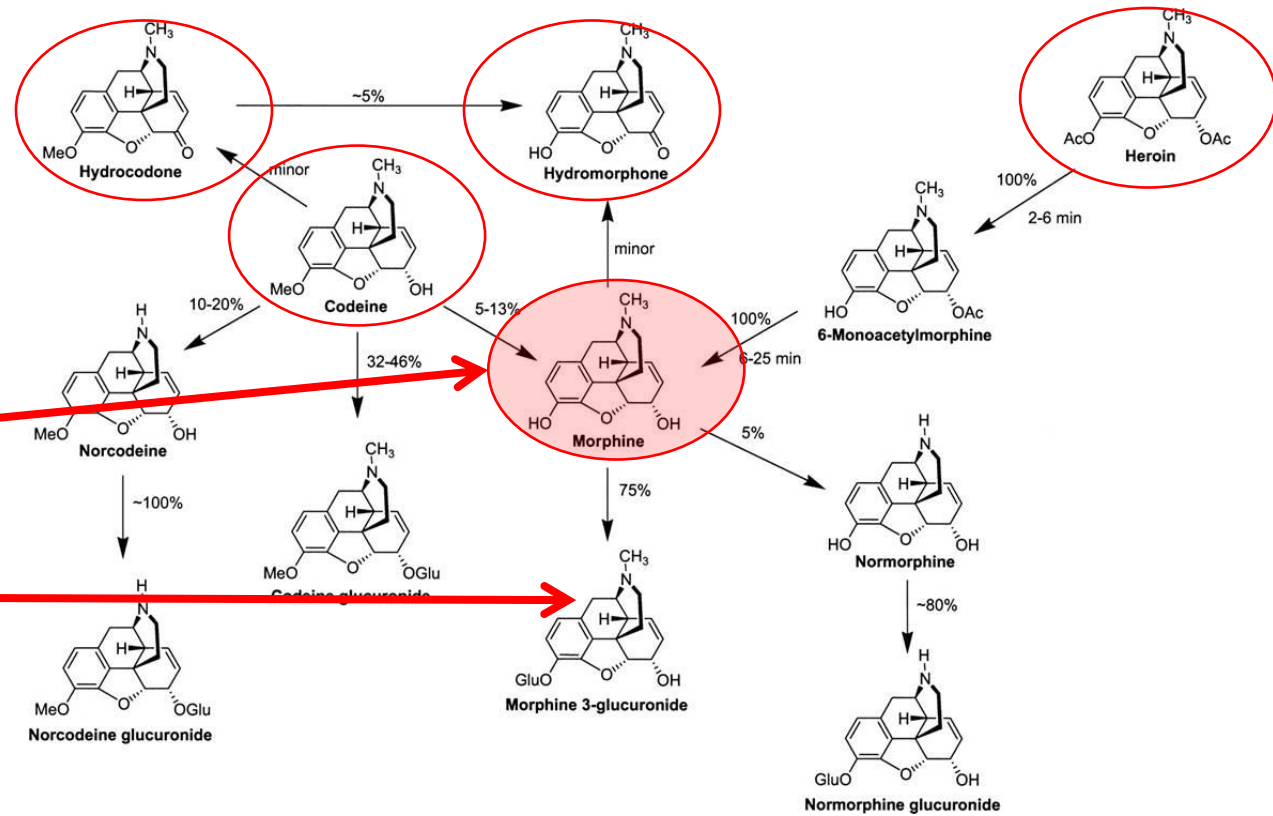 CH3
N
H
MeO
O
O
Hydrocodone
~5%
CH3
N
H
HO
O
O
Hydromorphone
CH3
N
H
AcO
O
OAc
Heroin
minor
CH3
N
H
MeO
O
OH
Codeine
minor
100%
2-6 min
CH3
N
H
HO
O
OAc
6-Monoacetylmorphine
10-20%
5-13%
32-46%
100%
6-25 min
H
N
H
MeO
O
OH
Norcodeine
CH3
N
H
HO
O
OH
Morphine
5%
~100%
75%
CH3
N
H
MeO
O
OGlu
Codeine glucuronide
H
N
H
HO
O
OH
Normorphine
~80%
H
N
H
MeO
O
OGlu
Norcodeine glucuronide
CH3
N
H
GluO
O
OH
Morphine 3-glucuronide
H
N
H
GluO
O
OH
Normorphine glucuronide